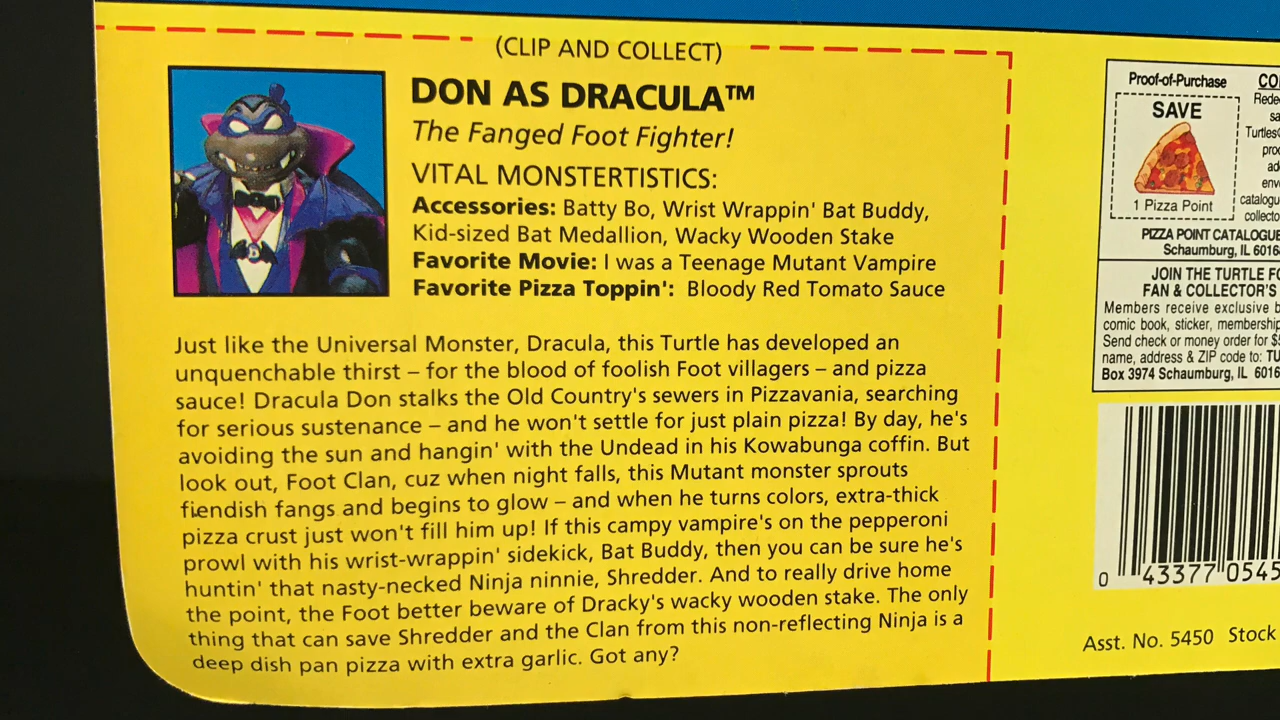 (CLIP AND COLLECT)
DON AS DRACULA™
The Fanged Foot Fighter!
VITAL MONSTERTISTICS:
Accessories: Batty Bo, Wrist Wrappin' Bat Buddy,
Kid-sized Bat Medallion, Wacky Wooden Stake
Favorite Movie: I was a Teenage Mutant Vampire
Favorite Pizza Toppin': Bloody Red Tomato Sauce
Just like the Universal Monster, Dracula, this Turtle has developed an
unquenchable thirst – for the blood of foolish Foot villagers – and pizza
sauce! Dracula Don stalks the Old Country's sewers in Pizzavania, searching
for serious sustenance – and he won't settle for just plain pizza! By day, he's
avoiding the sun and hangin' with the Undead in his Kowabunga coffin. But
look out, Foot Clan, cuz when night falls, this Mutant monster sprouts
fiendish fangs and begins to glow – and when he turns colors, extra-thick
pizza crust just won't fill him up! If this campy vampire's on the pepperoni
prowl with his wrist-wrappin' sidekick, Bat Buddy, then you can be sure he's
huntin' that nasty-necked Ninja ninnie, Shredder. And to really drive home
the point, the Foot better beware of Dracky's wacky wooden stake. The only
thing that can save Shredder and the Clan from this non-reflecting Ninja is a
deep dish pan pizza with extra garlic. Got any?
Proof-of-Purchase
SAVE
1 Pizza Point
PIZZA POINT CATALOGUE
Schaumburg, IL 6016
JOIN THE TURTLE
FAN & COLLECTOR'S
Members receive exclusive
comic book, sticker, membership
Send check or money order for
name, address & ZIP code to:
Box 3974 Schaumburg, IL 6016
0 43377 0545
Asst. No. 5450 Stock